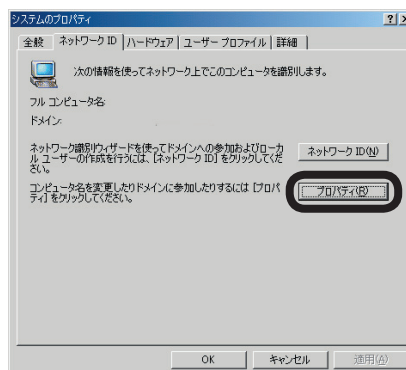 システムのプロパティ
全般 ネットワーク ID ハードウェア ユーザー プロファイル 詳細
次の情報を使ってネットワーク上でこのコンピュータを識別します。
フル コンピュータ名:
ドメイン:
ネットワーク識別ウィザードを使ってドメインへの参加およびローカ
ル ユーザーの作成を行うには、[ネットワーク ID] をクリックしてくだ
さい。
ネットワーク ID(N)
コンピュータ名を変更したりドメインに参加したりするには [プロパ
ティ] をクリックしてください。
プロパティ(R)
OK キャンセル 適用(A)